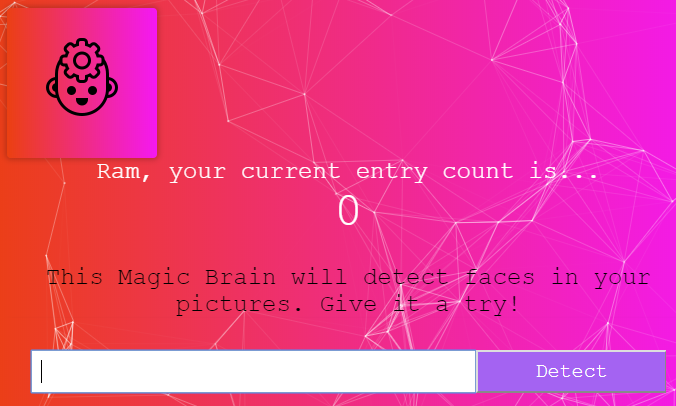 Ram, your current entry count is...
0
This Magic Brain will detect faces in your
pictures. Give it a try!
Detect